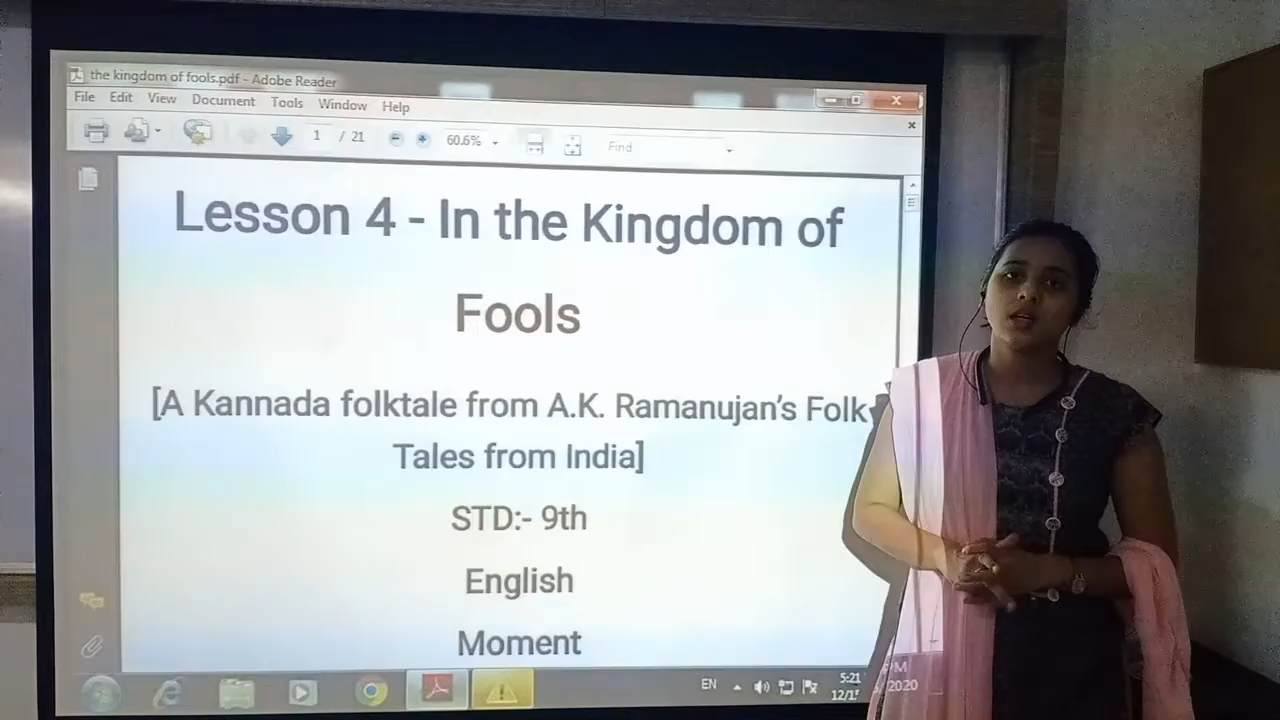 the kingdom of fools.pdf - Adobe Reader
File Edit View Document Tools Window Help
1 / 21 60.6% Find
Lesson 4 - In the Kingdom of
Fools
[A Kannada folktale from A.K. Ramanujan's Folk
Tales from India]
STD:- 9th
English
Moment
EN 5:21 PM
2020